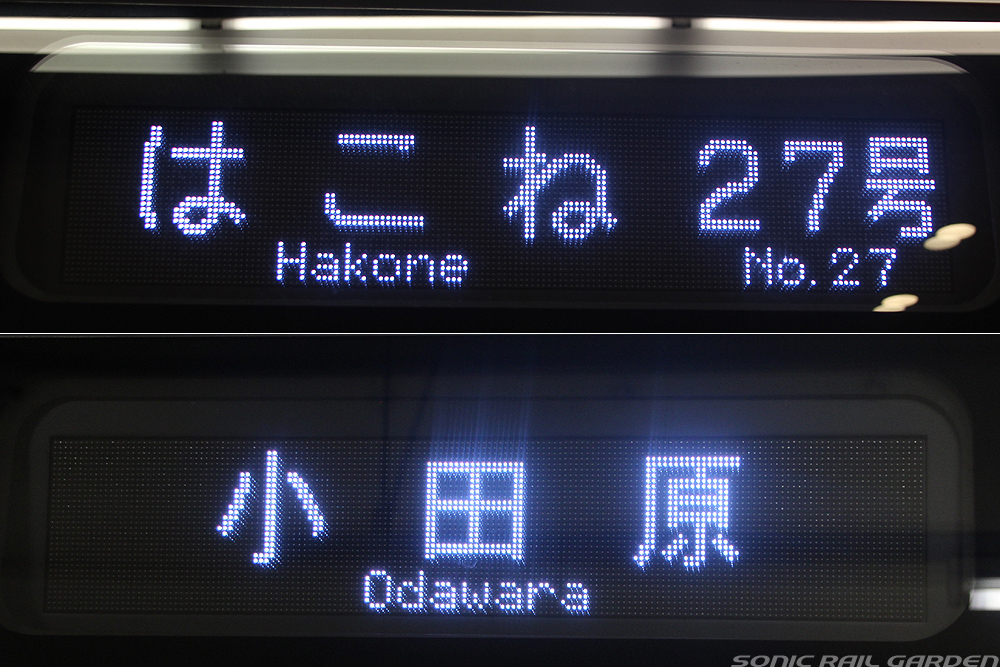 はこね 27号
Hakone No.27
小田原
Odawara
SONIC RAIL GARDEN